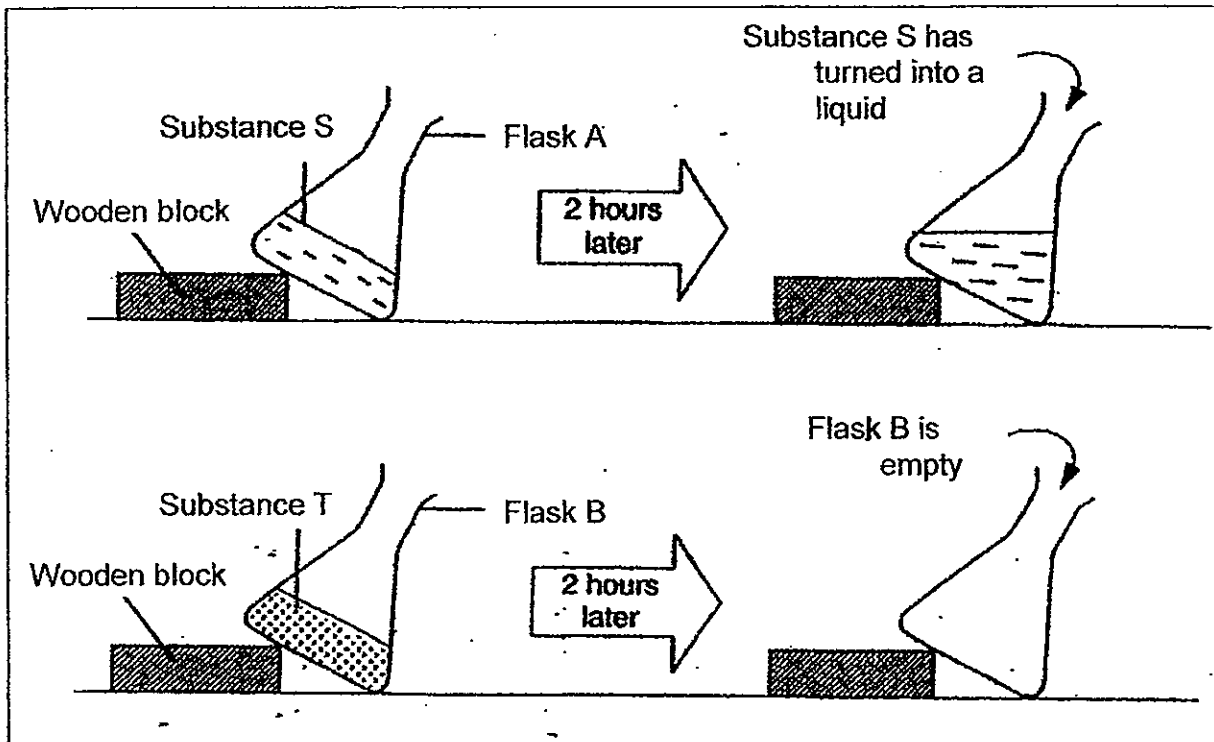 Substance S has
turned into a
liquid
Substance S
Flask A
Wooden block
2 hours
later
Flask B is
empty
Substance T
Flask B
Wooden block
2 hours
later